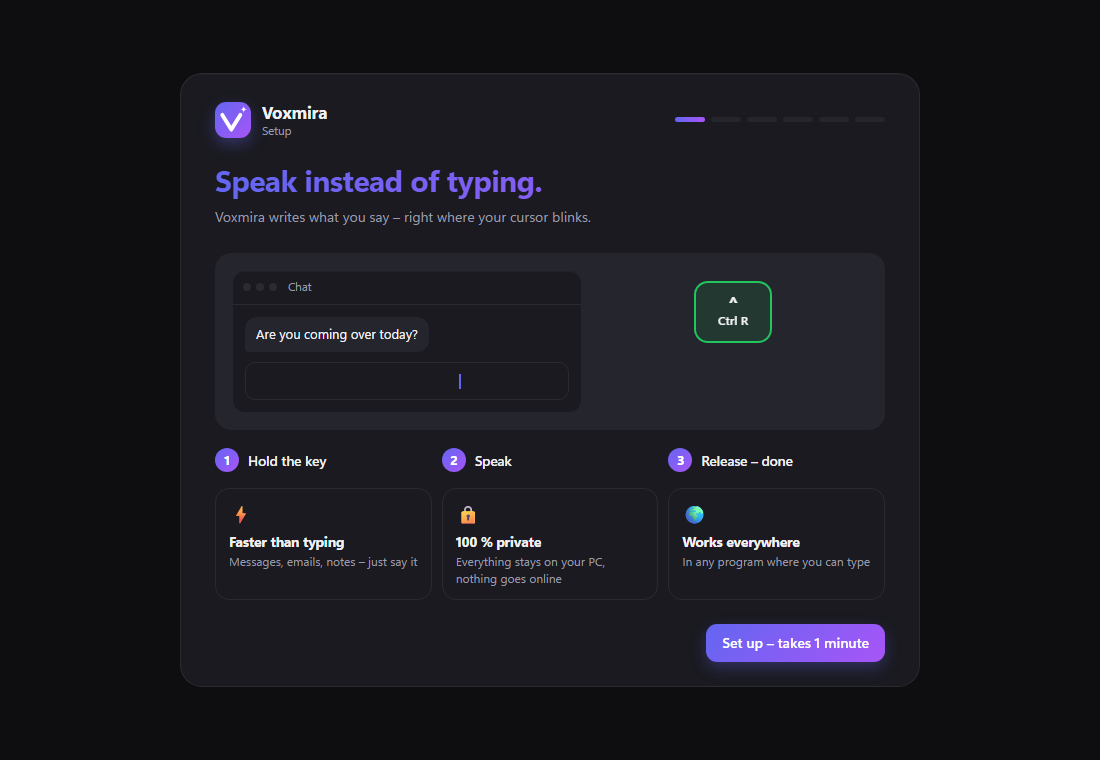 Voxmira
Setup
Speak instead of typing.
Voxmira writes what you say – right where your cursor blinks.
Chat
Are you coming over today?
^
Ctrl R
1 Hold the key
2 Speak
3 Release – done
Faster than typing
Messages, emails, notes – just say it
100 % private
Everything stays on your PC,
nothing goes online
Works everywhere
In any program where you can type
Set up – takes 1 minute